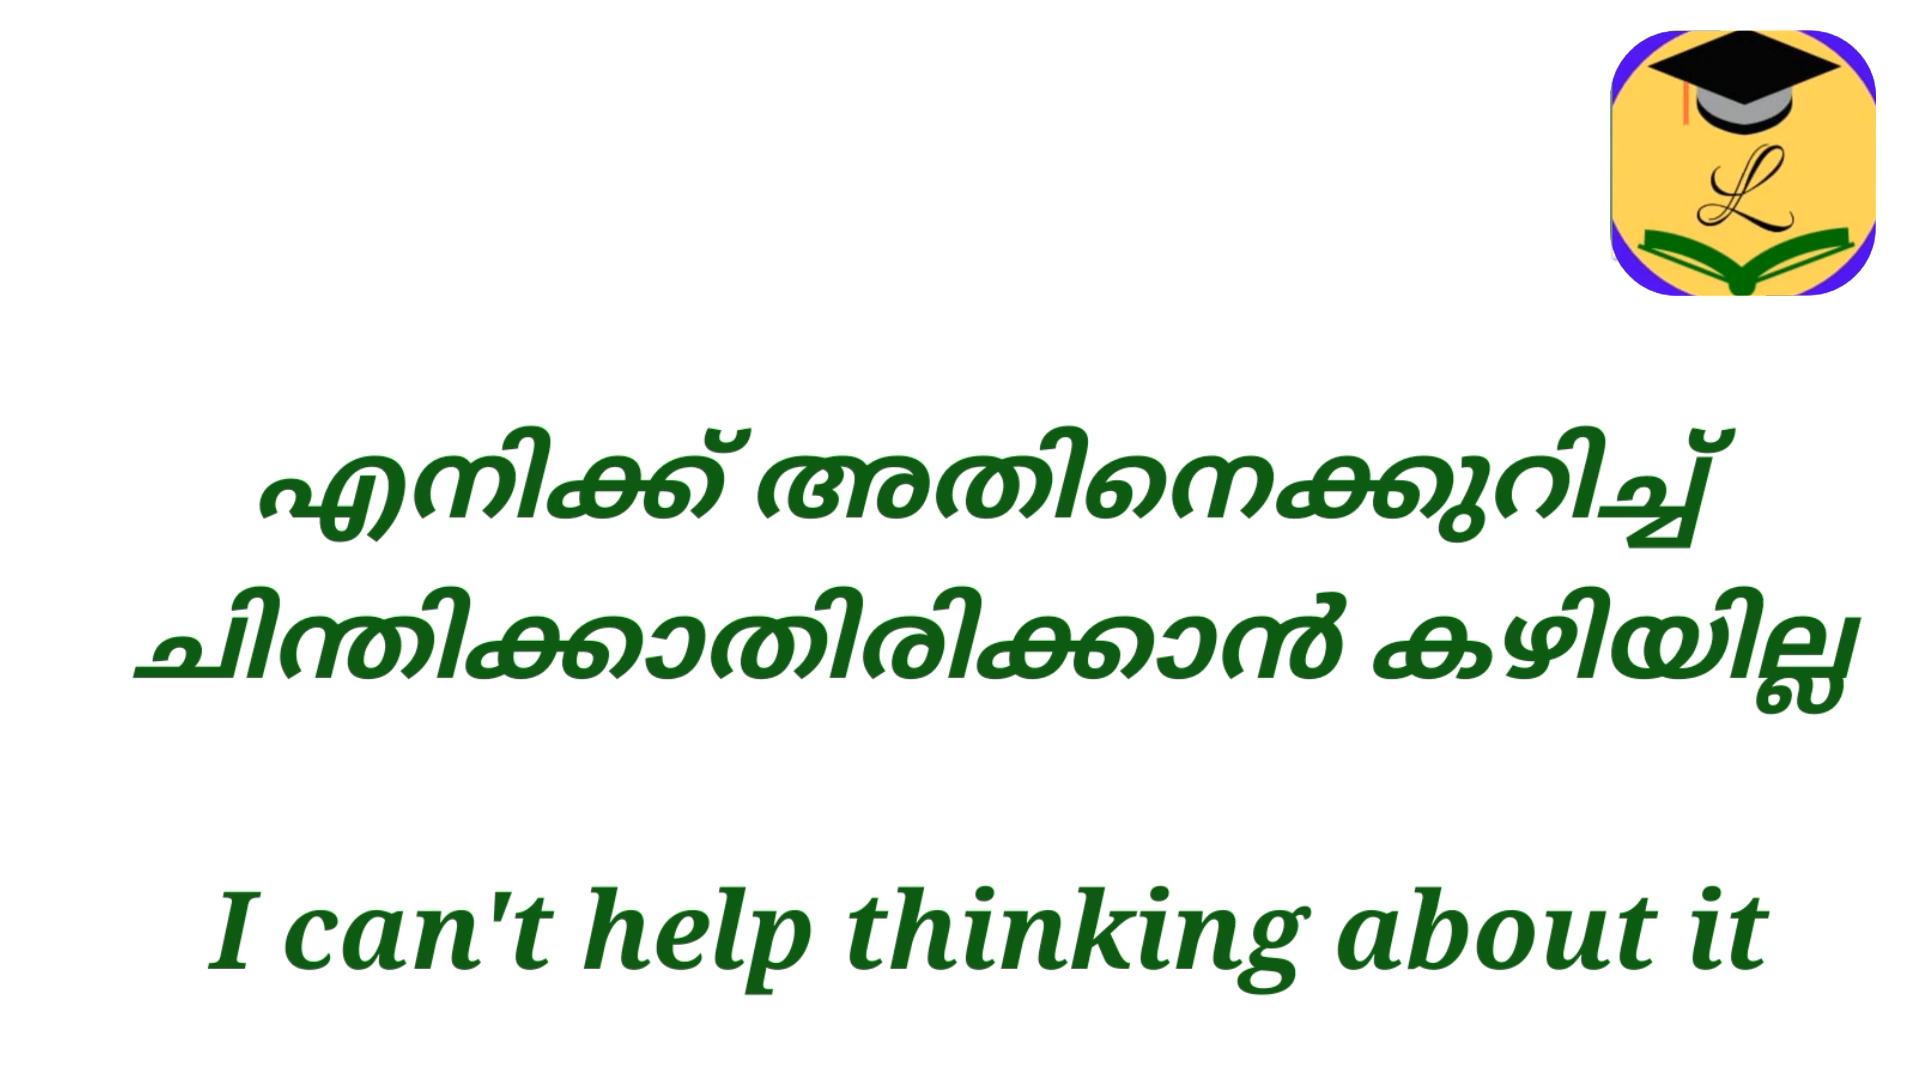 L
എനിക്ക് അതിനെക്കുറിച്ച്
ചിന്തിക്കാതിരിക്കാൻ കഴിയില്ല
I can't help thinking about it